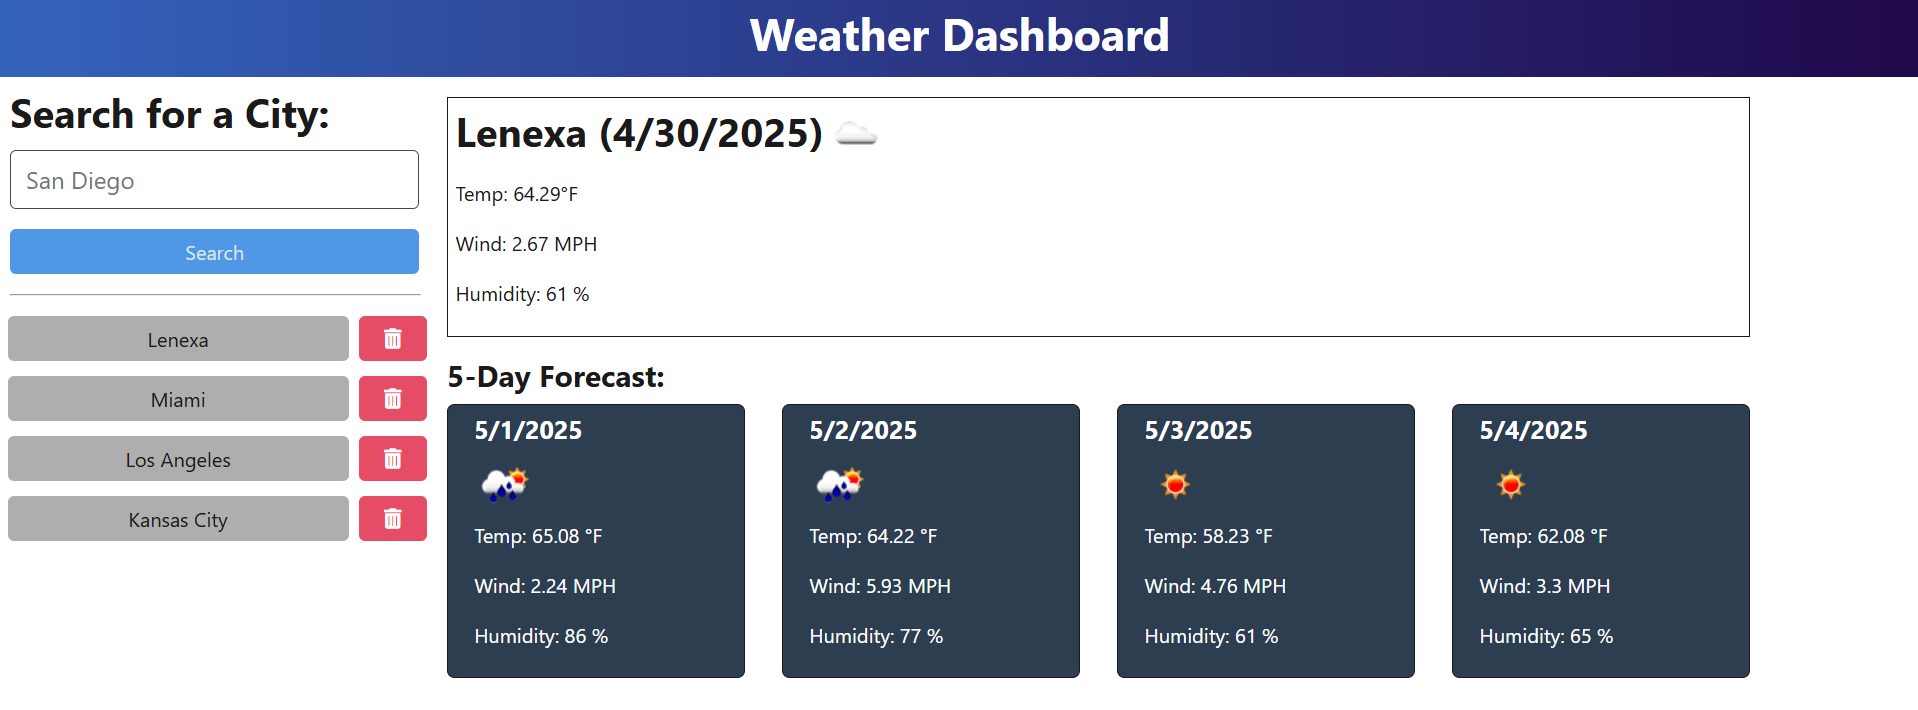 Weather Dashboard
Search for a City:
San Diego
Search
Lenexa
Miami
Los Angeles
Kansas City
Lenexa (4/30/2025)
Temp: 64.29°F
Wind: 2.67 MPH
Humidity: 61 %
5-Day Forecast:
5/1/2025
Temp: 65.08 °F
Wind: 2.24 MPH
Humidity: 86 %
5/2/2025
Temp: 64.22 °F
Wind: 5.93 MPH
Humidity: 77 %
5/3/2025
Temp: 58.23 °F
Wind: 4.76 MPH
Humidity: 61 %
5/4/2025
Temp: 62.08 °F
Wind: 3.3 MPH
Humidity: 65 %